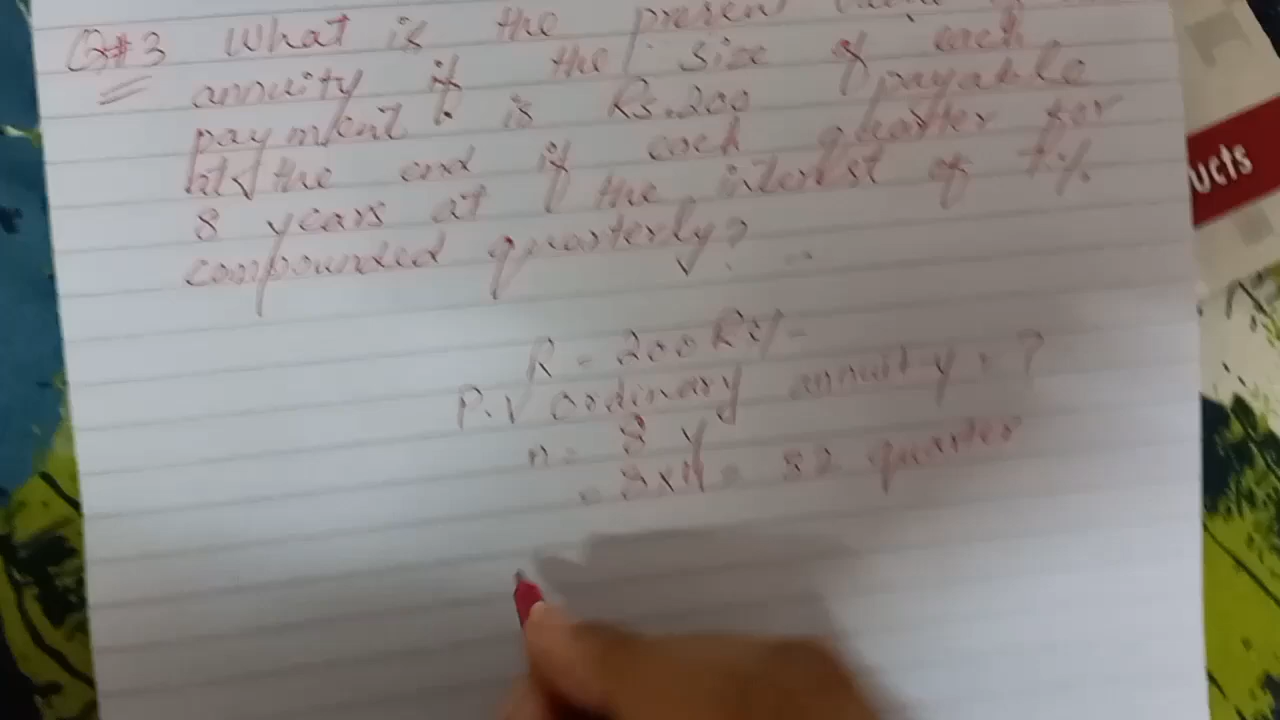 Q#3 What is the present
annuity if the size of each
payment is Rs.200 payable
at the end of each quarter for
8 years at the interest of 7%
compounded quarterly?
R = 200 Rs/-
P.V ordinary annuity = ?
n = 8 y
= 8x4 = 32 quarter
ucts